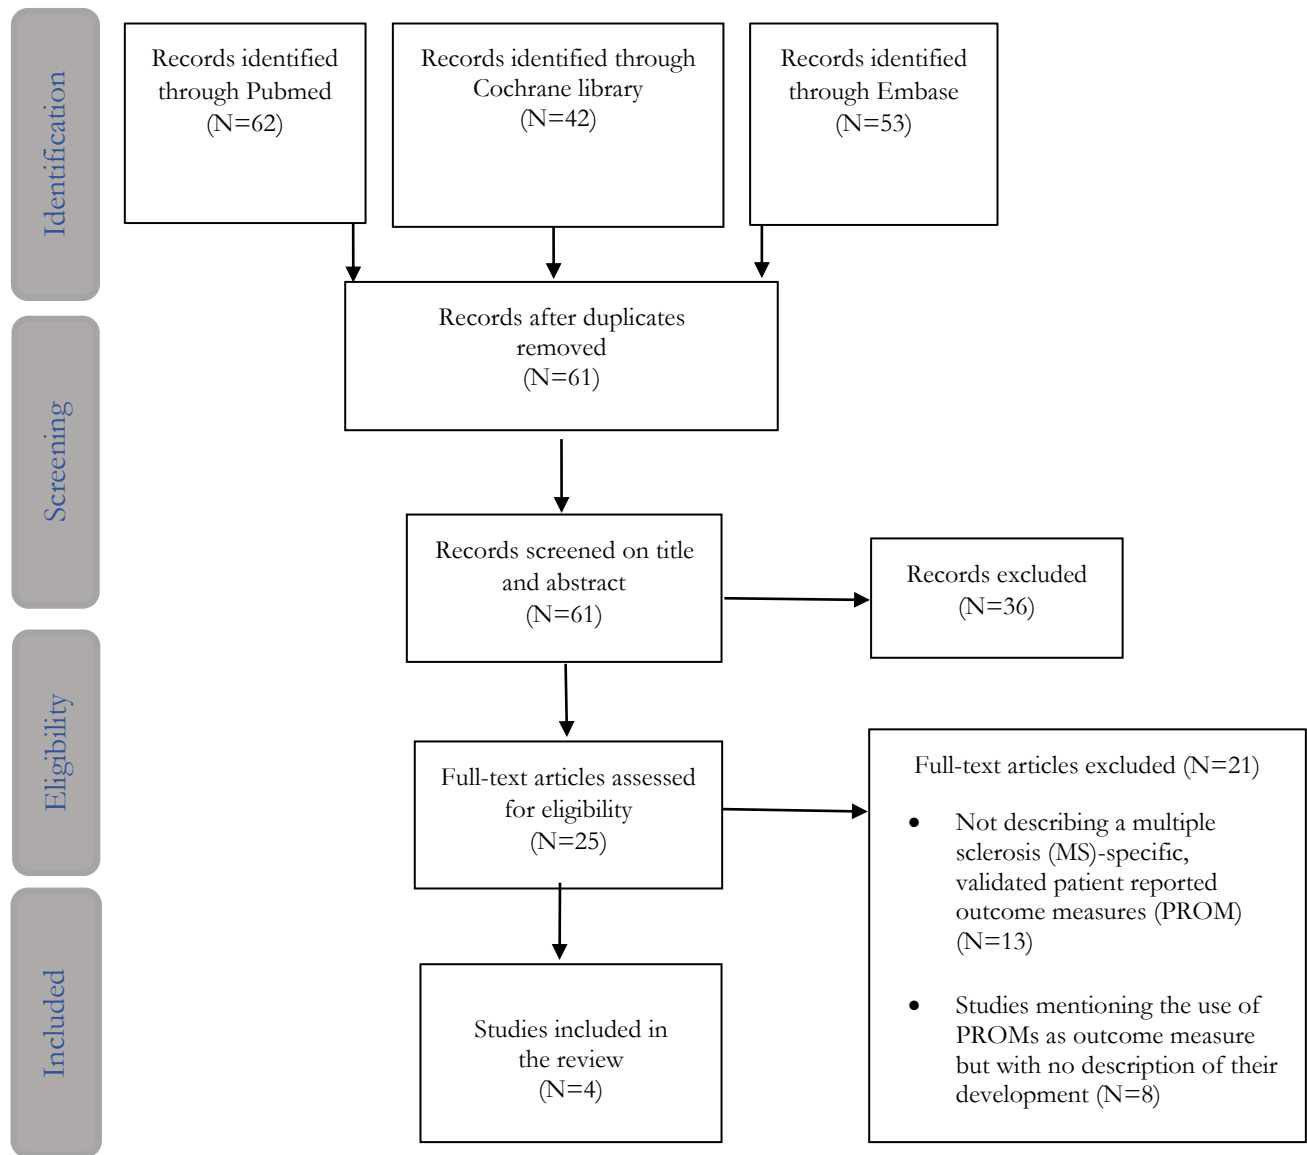 Identification
Records identified
through Pubmed
(N=62)
Records identified through
Cochrane library
(N=42)
Records identified
through Embase
(N=53)
Records after duplicates
removed
(N=61)
Screening
Records screened on title
and abstract
(N=61)
Records excluded
(N=36)
Eligibility
Full-text articles assessed
for eligibility
(N=25)
Full-text articles excluded (N=21)
• Not describing a multiple
sclerosis (MS)-specific,
validated patient reported
outcome measures (PROM)
(N=13)
• Studies mentioning the use of
PROMs as outcome measure
but with no description of their
development (N=8)
Included
Studies included in
the review
(N=4)